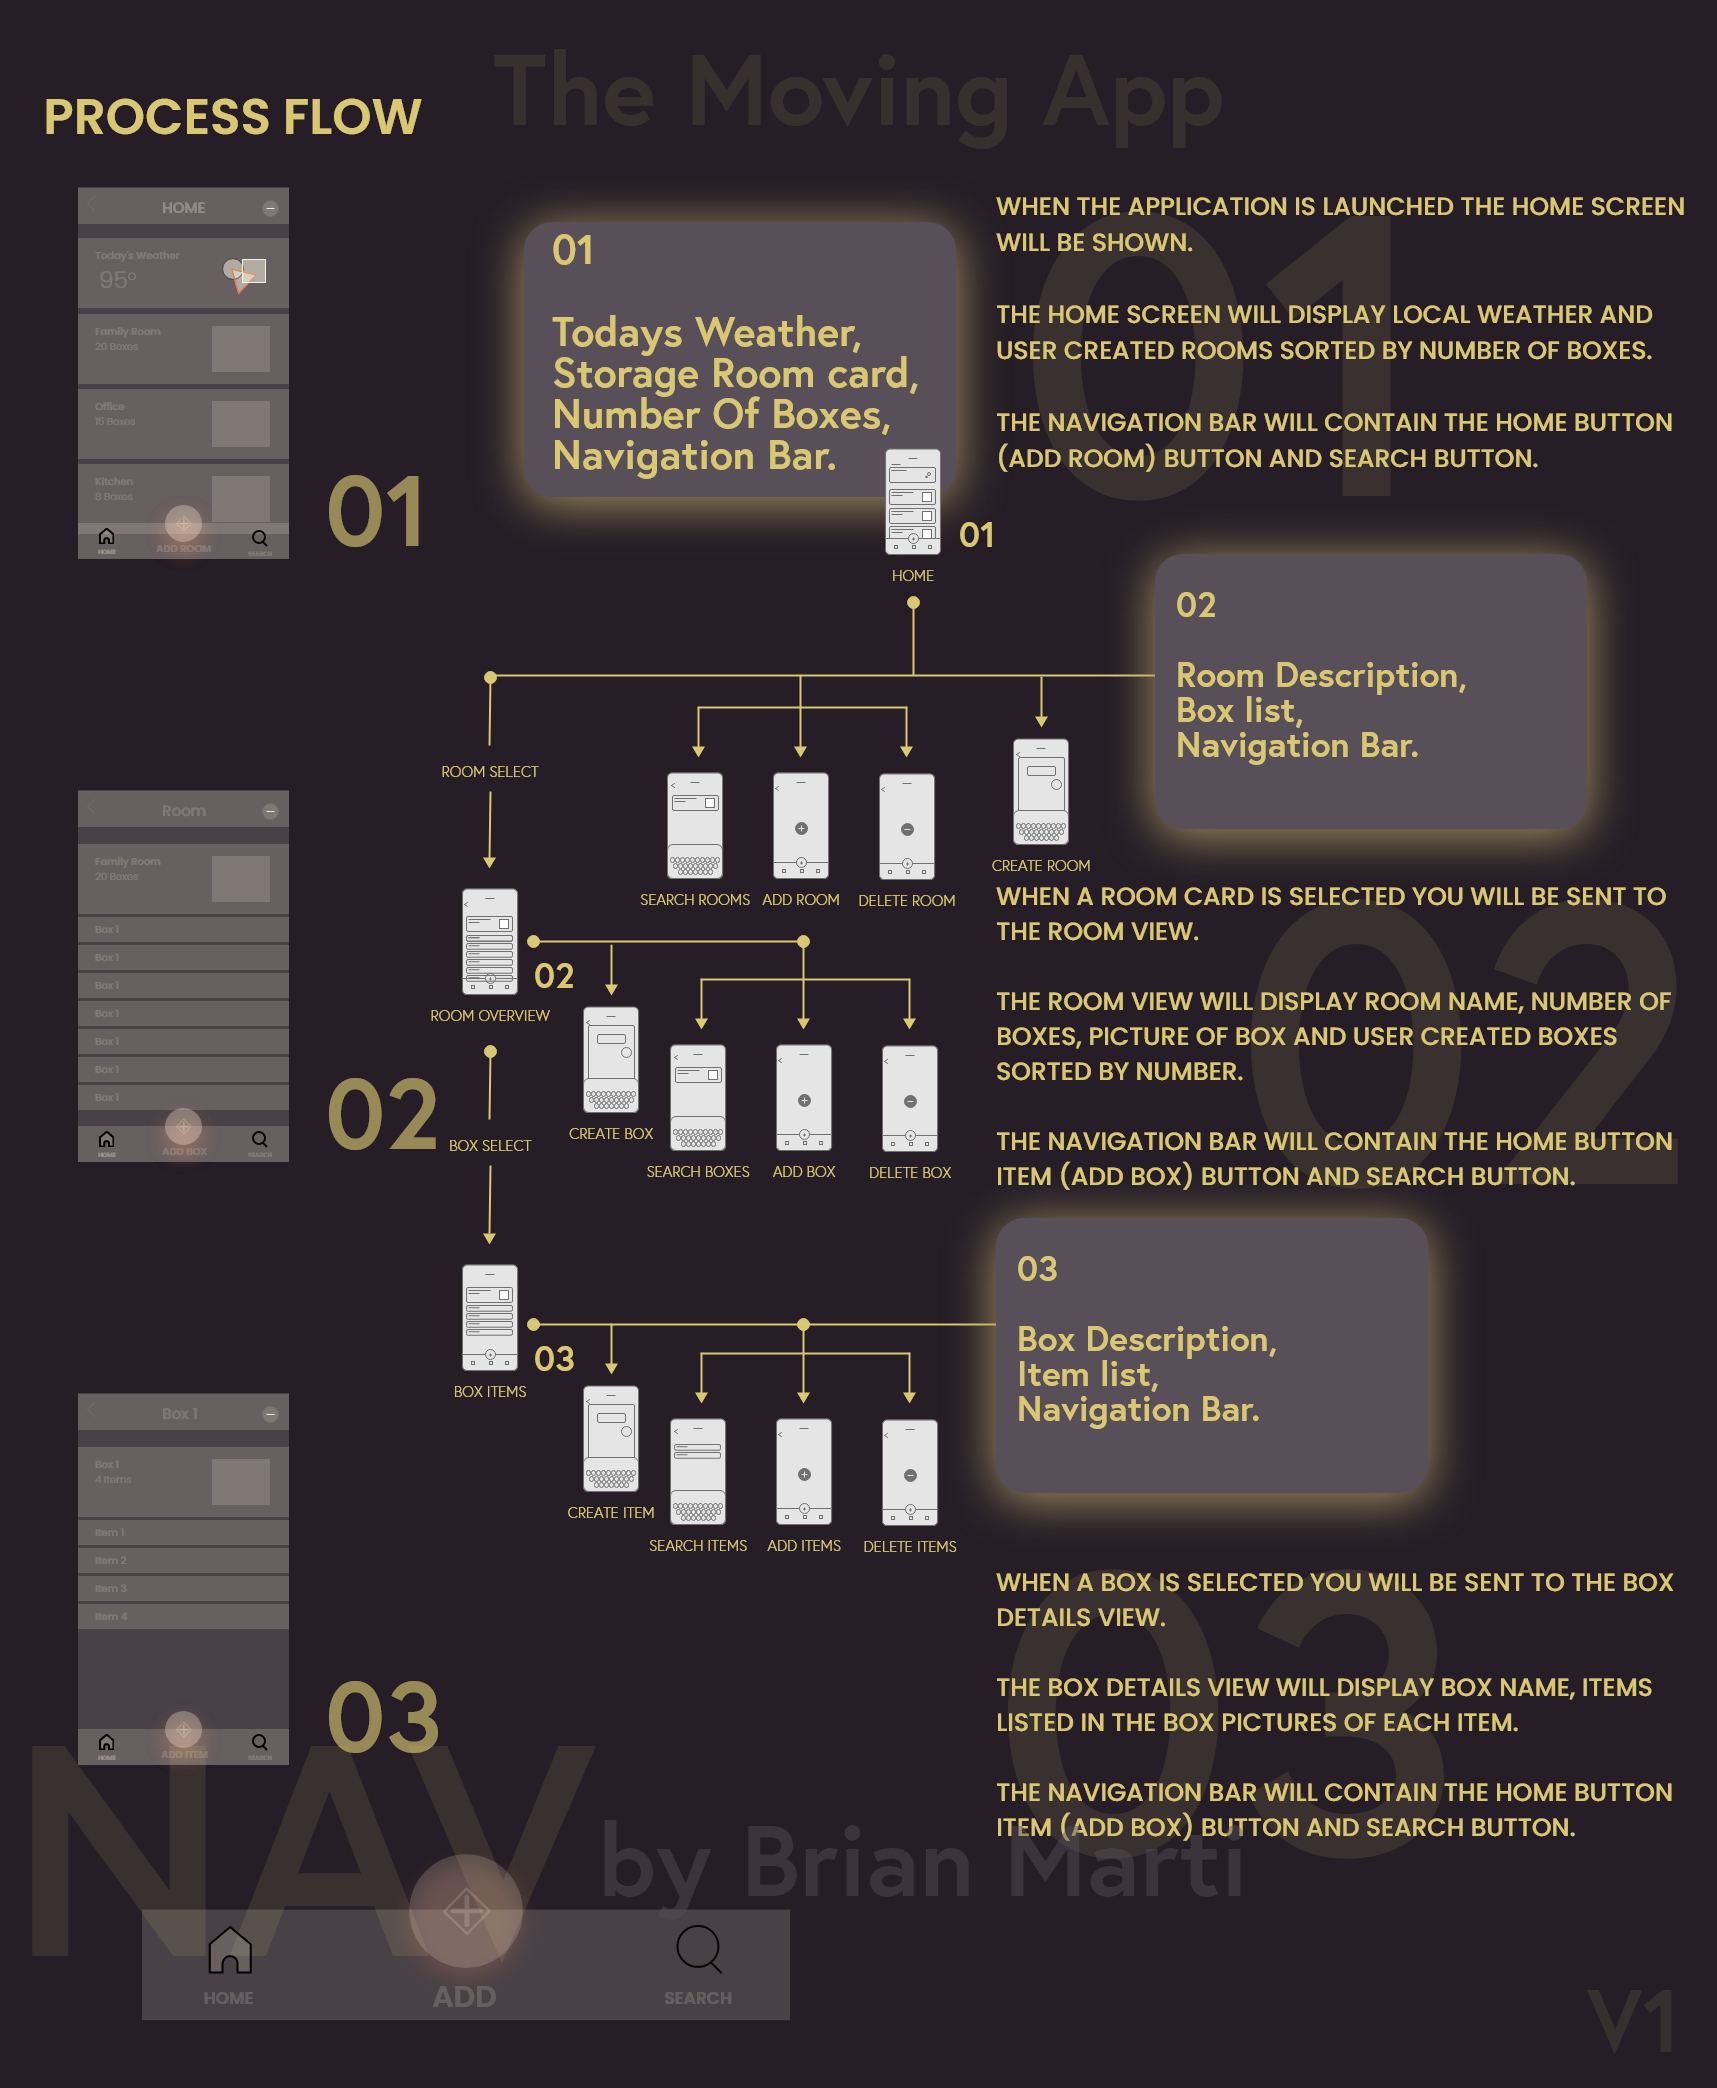 The Moving App
PROCESS FLOW
HOME
Today's Weather
95°
Family Room
20 Boxes
Office
15 Boxes
Kitchen
8 Boxes
HOME
ADD ROOM
SEARCH
01
01
Todays Weather,
Storage Room card,
Number Of Boxes,
Navigation Bar.
01
HOME
01
WHEN THE APPLICATION IS LAUNCHED THE HOME SCREEN
WILL BE SHOWN.
THE HOME SCREEN WILL DISPLAY LOCAL WEATHER AND
USER CREATED ROOMS SORTED BY NUMBER OF BOXES.
THE NAVIGATION BAR WILL CONTAIN THE HOME BUTTON
(ADD ROOM) BUTTON AND SEARCH BUTTON.
02
Room Description,
Box list,
Navigation Bar.
ROOM SELECT
SEARCH ROOMS
ADD ROOM
DELETE ROOM
CREATE ROOM
Room
Family Room
20 Boxes
Box 1
Box 1
Box 1
Box 1
Box 1
Box 1
Box 1
HOME
ADD BOX
SEARCH
02
02
ROOM OVERVIEW
BOX SELECT
CREATE BOX
SEARCH BOXES
ADD BOX
DELETE BOX
02
WHEN A ROOM CARD IS SELECTED YOU WILL BE SENT TO
THE ROOM VIEW.
THE ROOM VIEW WILL DISPLAY ROOM NAME, NUMBER OF
BOXES, PICTURE OF BOX AND USER CREATED BOXES
SORTED BY NUMBER.
THE NAVIGATION BAR WILL CONTAIN THE HOME BUTTON
ITEM (ADD BOX) BUTTON AND SEARCH BUTTON.
03
Box Description,
Item list,
Navigation Bar.
03
BOX ITEMS
CREATE ITEM
SEARCH ITEMS
ADD ITEMS
DELETE ITEMS
Box 1
Box 1
4 Items
Item 1
Item 2
Item 3
Item 4
HOME
ADD ITEM
SEARCH
03
03
WHEN A BOX IS SELECTED YOU WILL BE SENT TO THE BOX
DETAILS VIEW.
THE BOX DETAILS VIEW WILL DISPLAY BOX NAME, ITEMS
LISTED IN THE BOX PICTURES OF EACH ITEM.
THE NAVIGATION BAR WILL CONTAIN THE HOME BUTTON
ITEM (ADD BOX) BUTTON AND SEARCH BUTTON.
NAV
by Brian Marti
HOME
ADD
SEARCH
V1